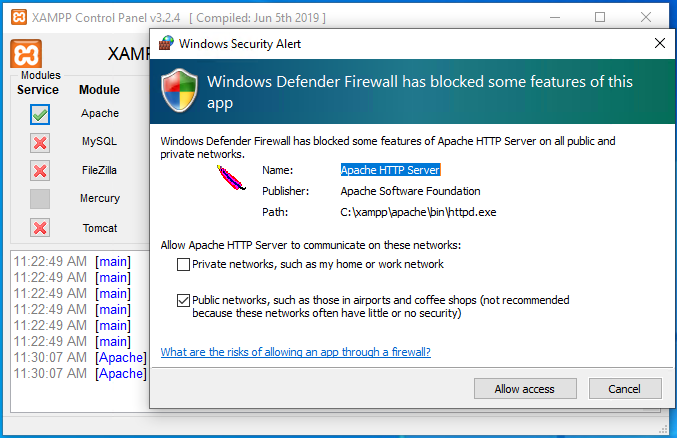 XAMPP Control Panel v3.2.4 [ Compiled: Jun 5th 2019 ]
Modules
Service Module
Apache
MySQL
FileZilla
Mercury
Tomcat
11:22:49 AM [main]
11:22:49 AM [main]
11:22:49 AM [main]
11:22:49 AM [main]
11:22:49 AM [main]
11:22:49 AM [main]
11:30:07 AM [Apache]
11:30:07 AM [Apache]
Windows Security Alert
Windows Defender Firewall has blocked some features of this
app
Windows Defender Firewall has blocked some features of Apache HTTP Server on all public and
private networks.
Name: Apache HTTP Server
Publisher: Apache Software Foundation
Path: C:\xampp\apache\bin\httpd.exe
Allow Apache HTTP Server to communicate on these networks:
Private networks, such as my home or work network
Public networks, such as those in airports and coffee shops (not recommended
because these networks often have little or no security)
What are the risks of allowing an app through a firewall?
Allow access Cancel